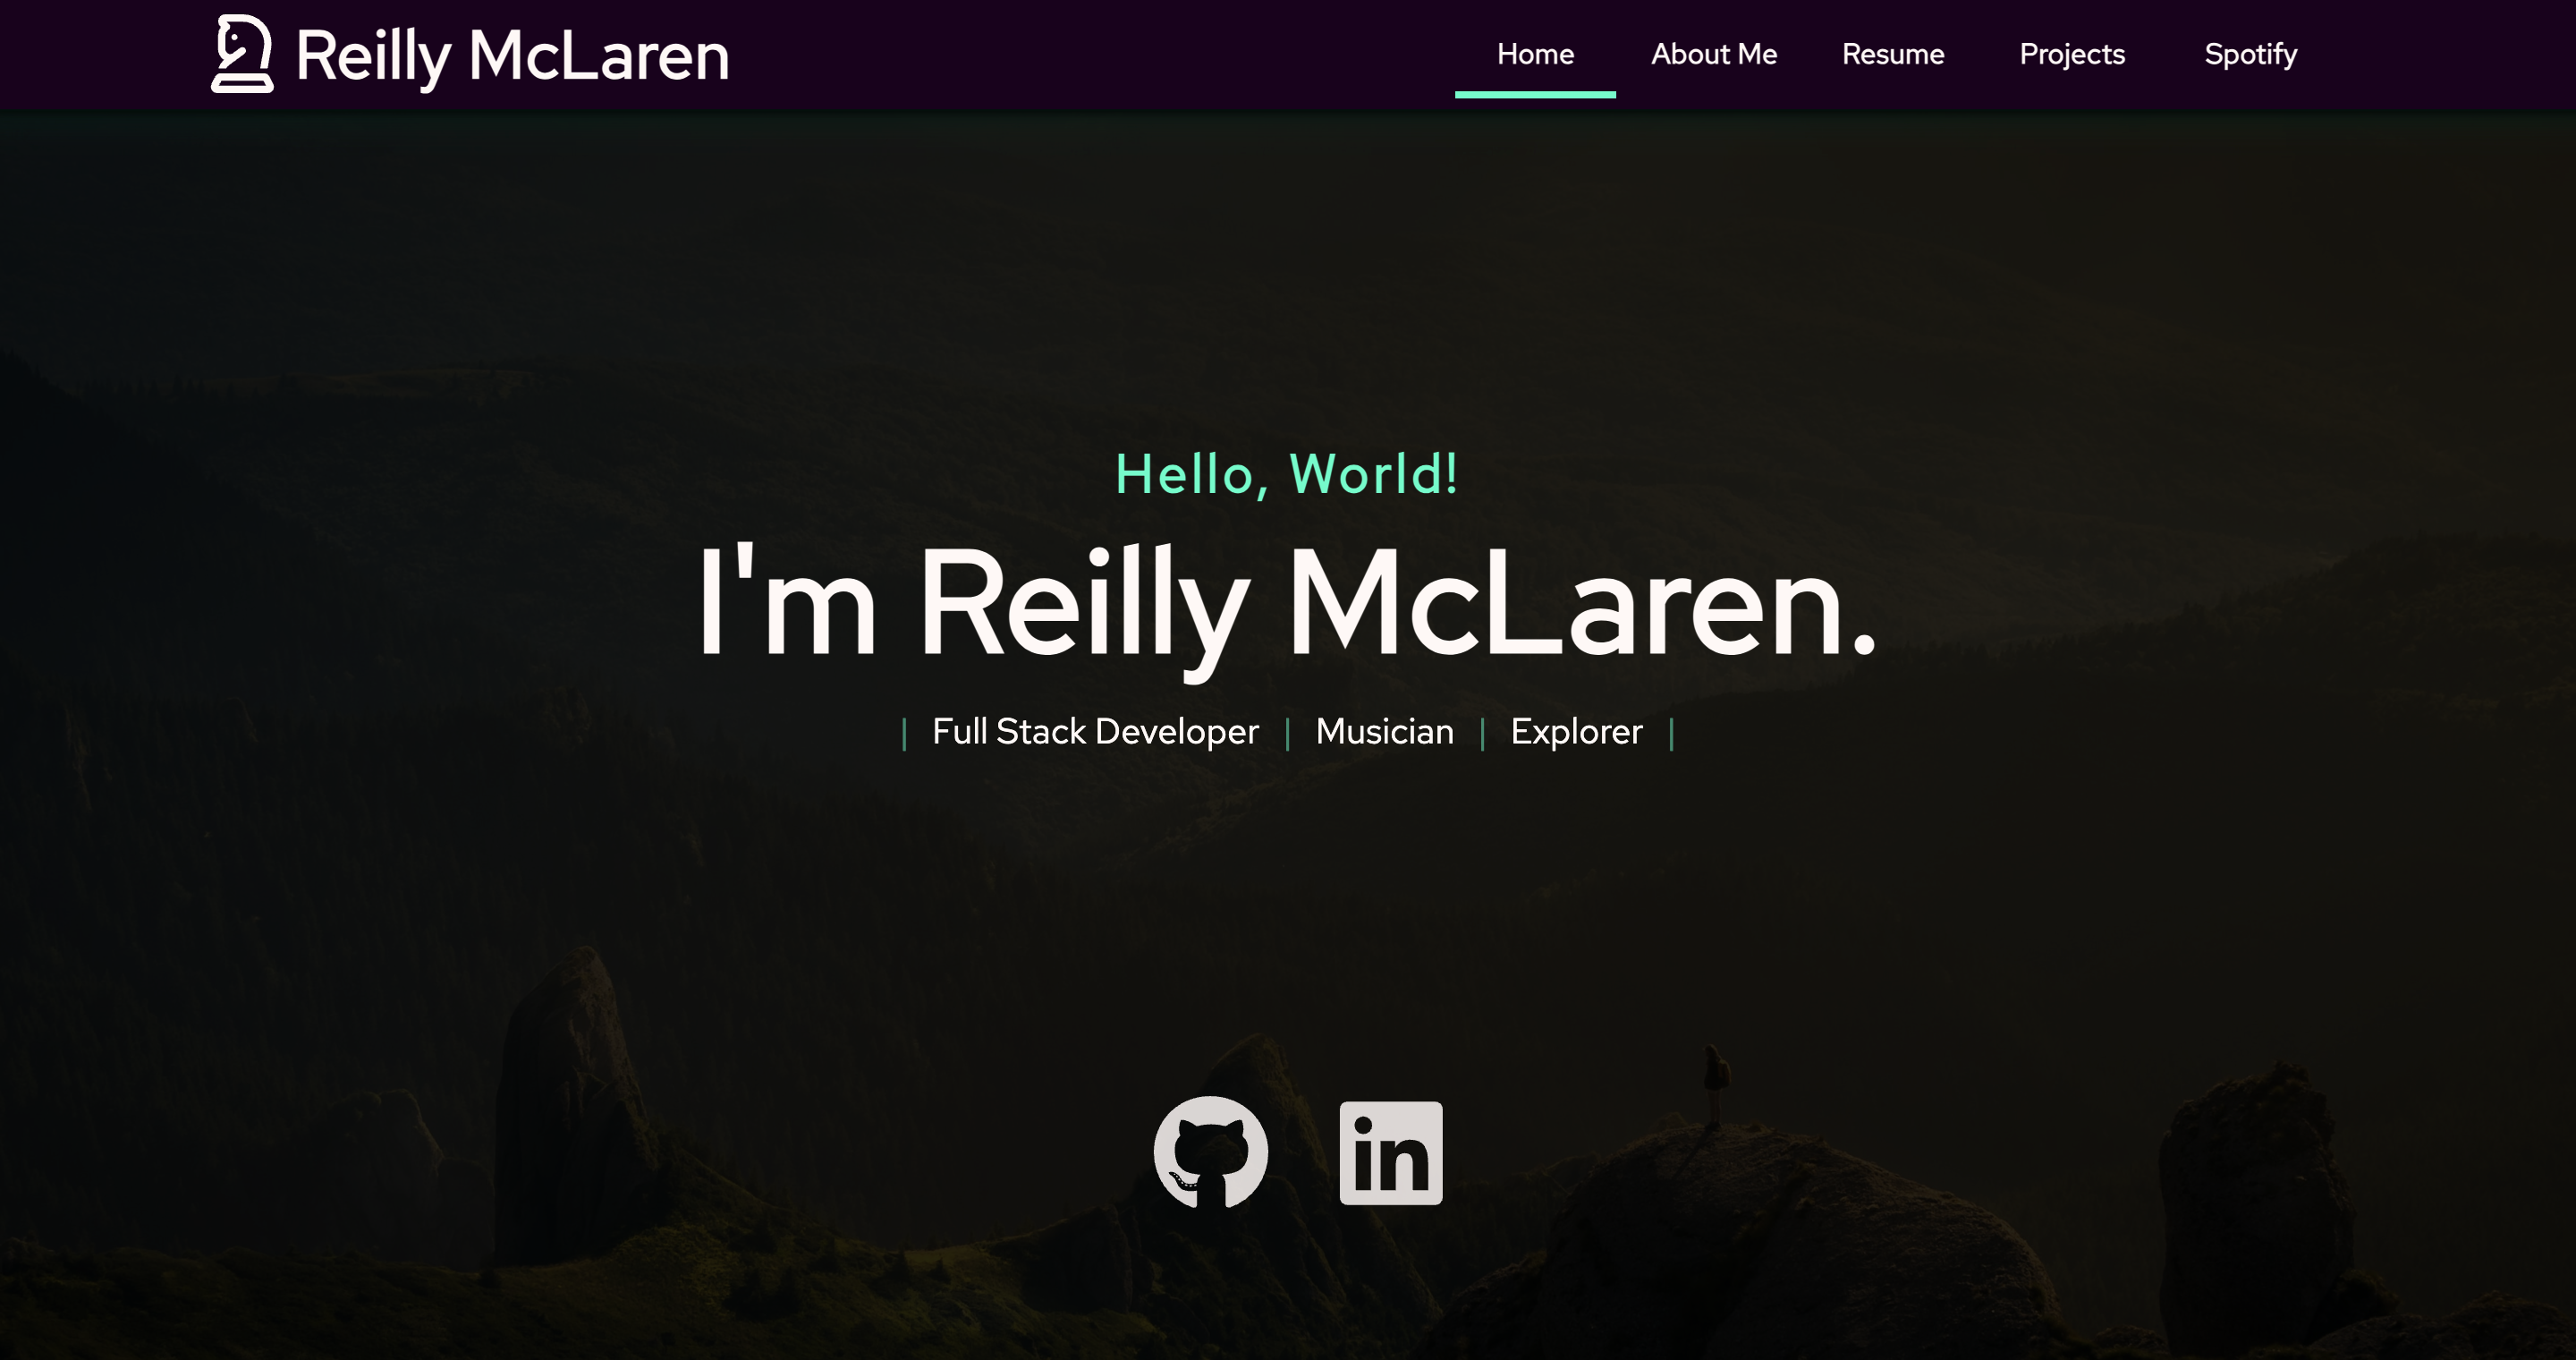 Reilly McLaren
Home About Me Resume Projects Spotify
Hello, World!
I'm Reilly McLaren.
| Full Stack Developer | Musician | Explorer |
in